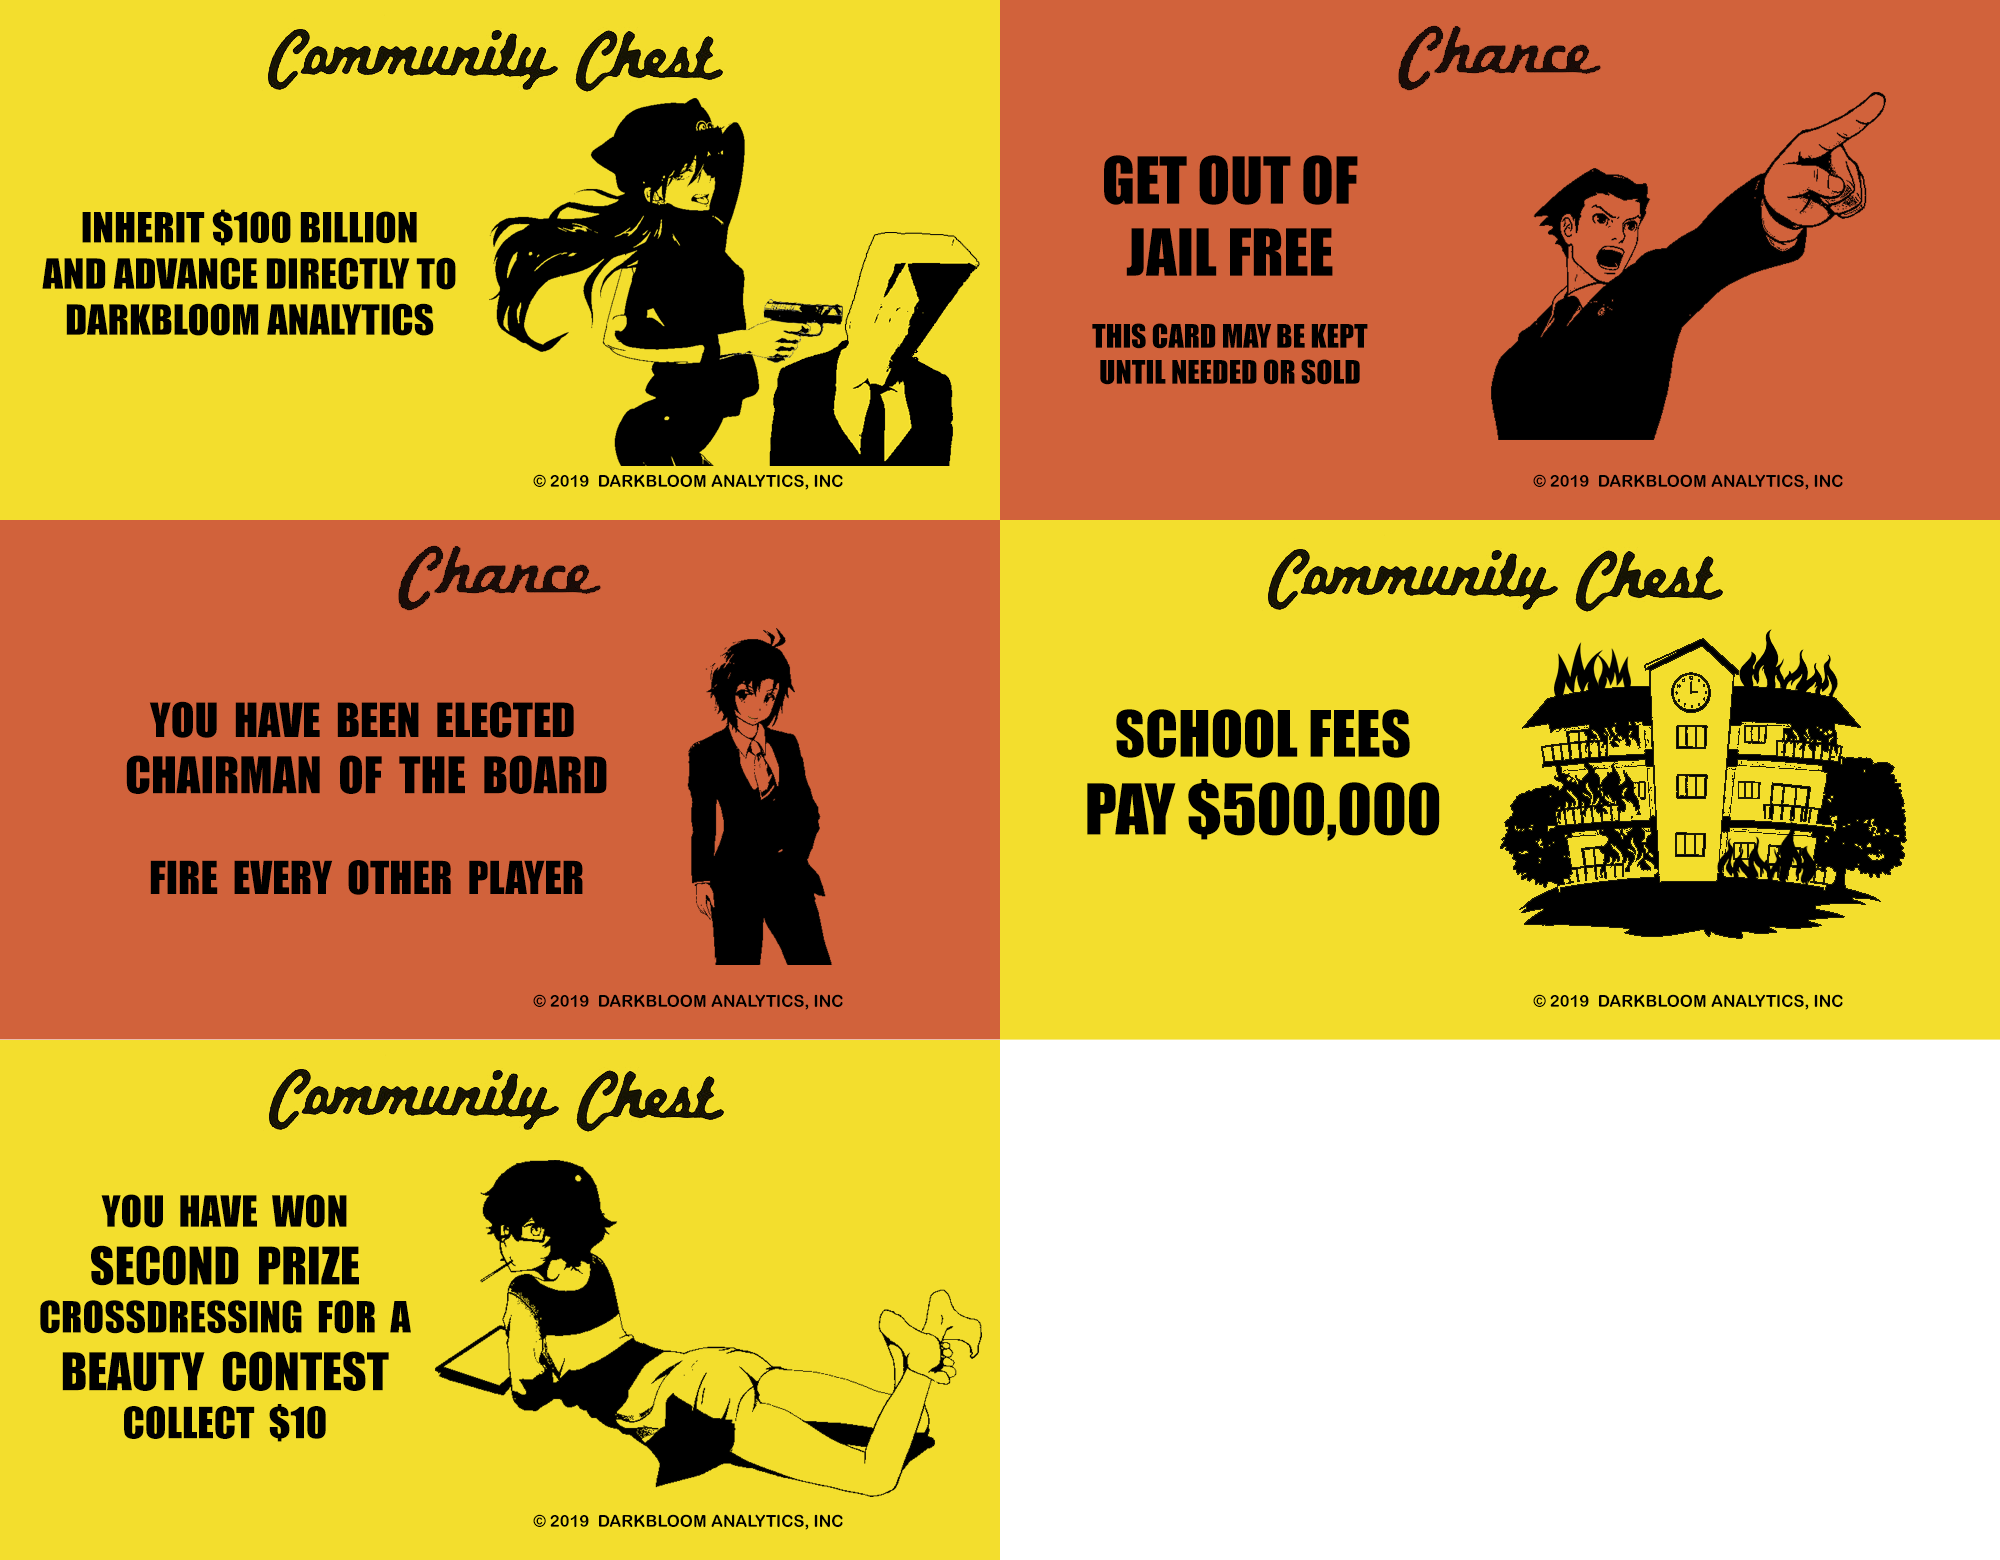 Community Chest
INHERIT $100 BILLION
AND ADVANCE DIRECTLY TO
DARKBLOOM ANALYTICS
© 2019 DARKBLOOM ANALYTICS, INC
Chance
GET OUT OF
JAIL FREE
THIS CARD MAY BE KEPT
UNTIL NEEDED OR SOLD
© 2019 DARKBLOOM ANALYTICS, INC
Chance
YOU HAVE BEEN ELECTED
CHAIRMAN OF THE BOARD
FIRE EVERY OTHER PLAYER
© 2019 DARKBLOOM ANALYTICS, INC
Community Chest
SCHOOL FEES
PAY $500,000
© 2019 DARKBLOOM ANALYTICS, INC
Community Chest
YOU HAVE WON
SECOND PRIZE
CROSSDRESSING FOR A
BEAUTY CONTEST
COLLECT $10
© 2019 DARKBLOOM ANALYTICS, INC